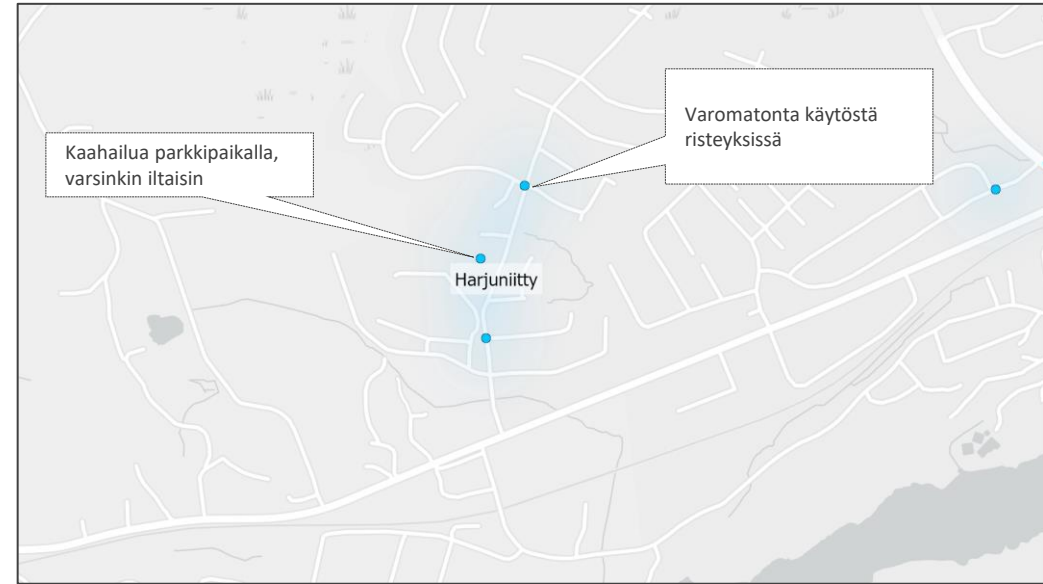 Varomatonta käytöstä
risteyksissä
Kaahailua parkkipaikalla,
varsinkin iltaisin
Harjuniitty